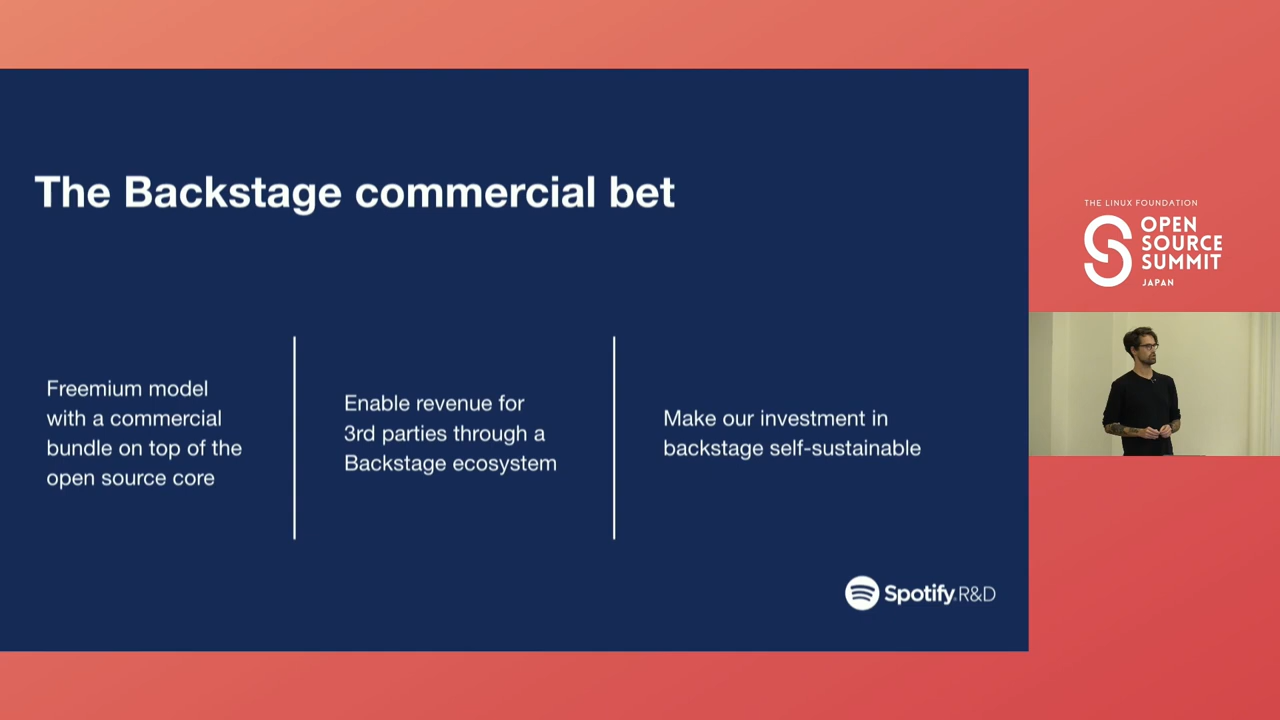 The Backstage commercial bet
Freemium model
with a commercial
bundle on top of the
open source core
Enable revenue for
3rd parties through a
Backstage ecosystem
Make our investment in
backstage self-sustainable
Spotify R&D
THE LINUX FOUNDATION
OPEN
SOURCE
SUMMIT
JAPAN